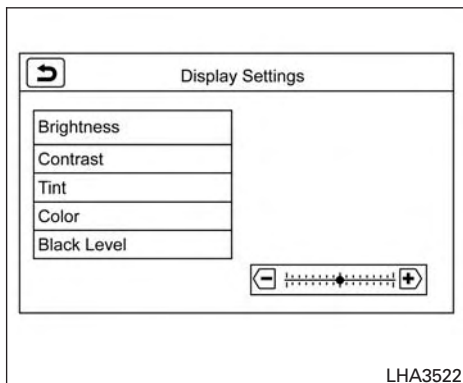 Display Settings
Brightness
Contrast
Tint
Color
Black Level
- +
LHA3522